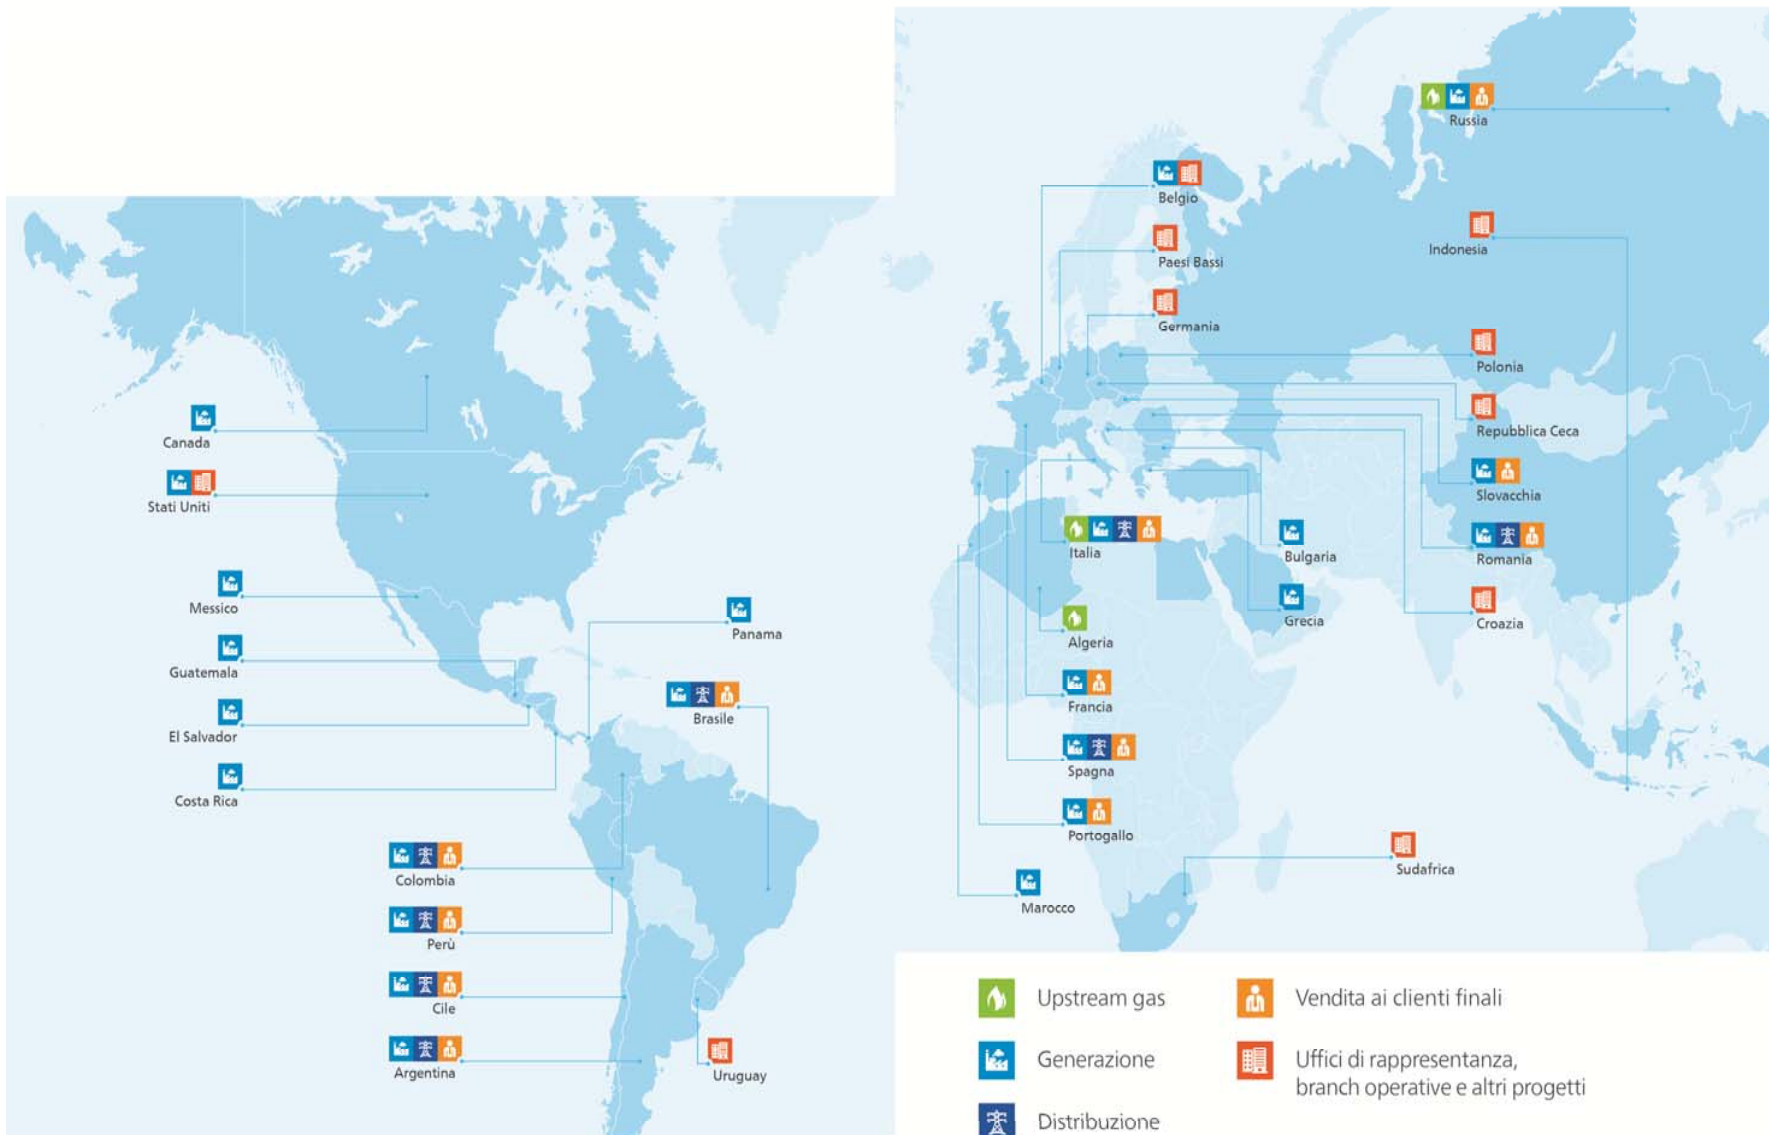 Canada
Stati Uniti
Messico
Guatemala
El Salvador
Costa Rica
Panama
Brasile
Colombia
Perù
Cile
Argentina
Uruguay
Russia
Belgio
Paesi Bassi
Germania
Indonesia
Polonia
Repubblica Ceca
Slovacchia
Romania
Croazia
Italia
Bulgaria
Grecia
Algeria
Francia
Spagna
Portogallo
Marocco
Sudafrica
Upstream gas
Generazione
Distribuzione
Vendita ai clienti finali
Uffici di rappresentanza,
branch operative e altri progetti